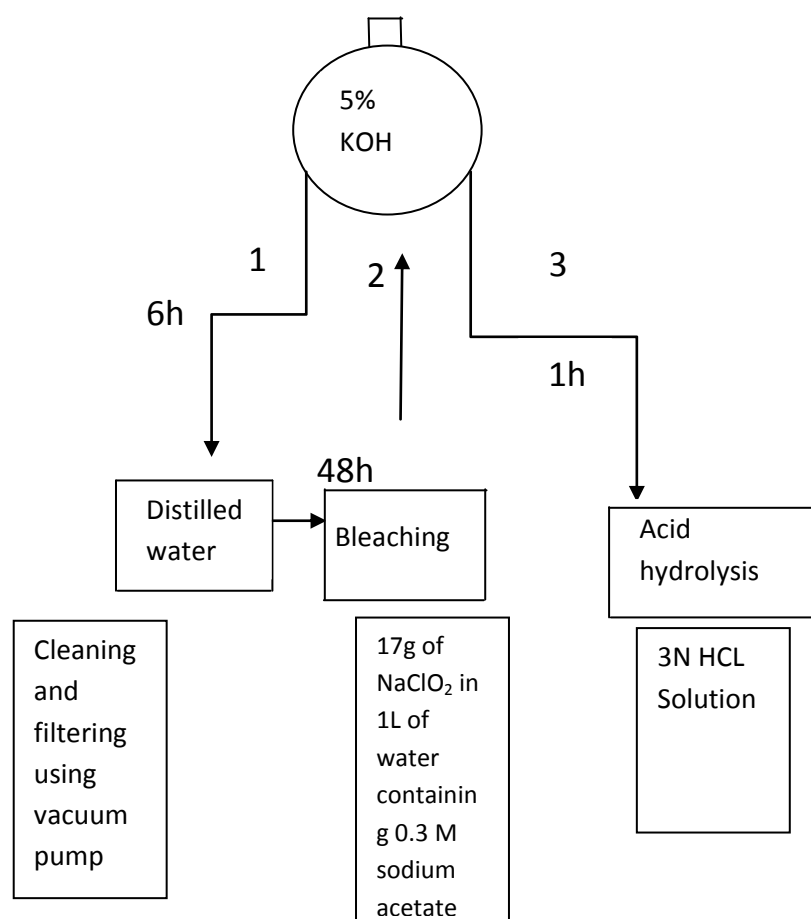 5%
KOH
1
2
3
6h
1h
48h
Distilled
water
Bleaching
Acid
hydrolysis
Cleaning
and
filtering
using
vacuum
pump
17g of
NaClO₂ in
1L of
water
containin
g 0.3 M
sodium
acetate
3N HCL
Solution